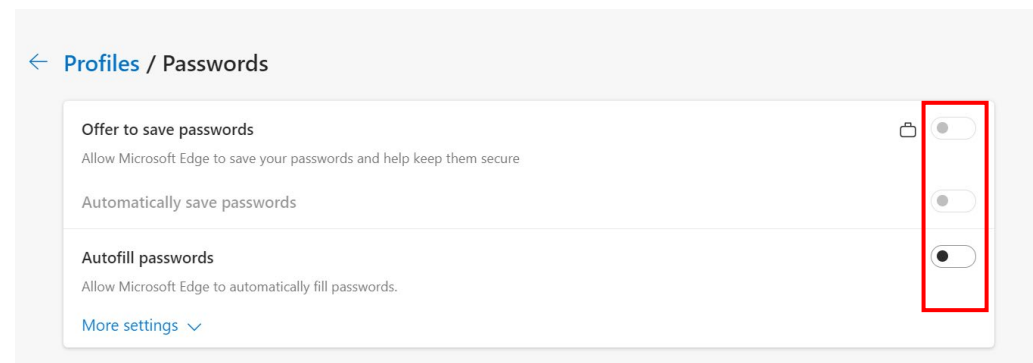 Profiles / Passwords
Offer to save passwords
Allow Microsoft Edge to save your passwords and help keep them secure
Automatically save passwords
Autofill passwords
Allow Microsoft Edge to automatically fill passwords.
More settings